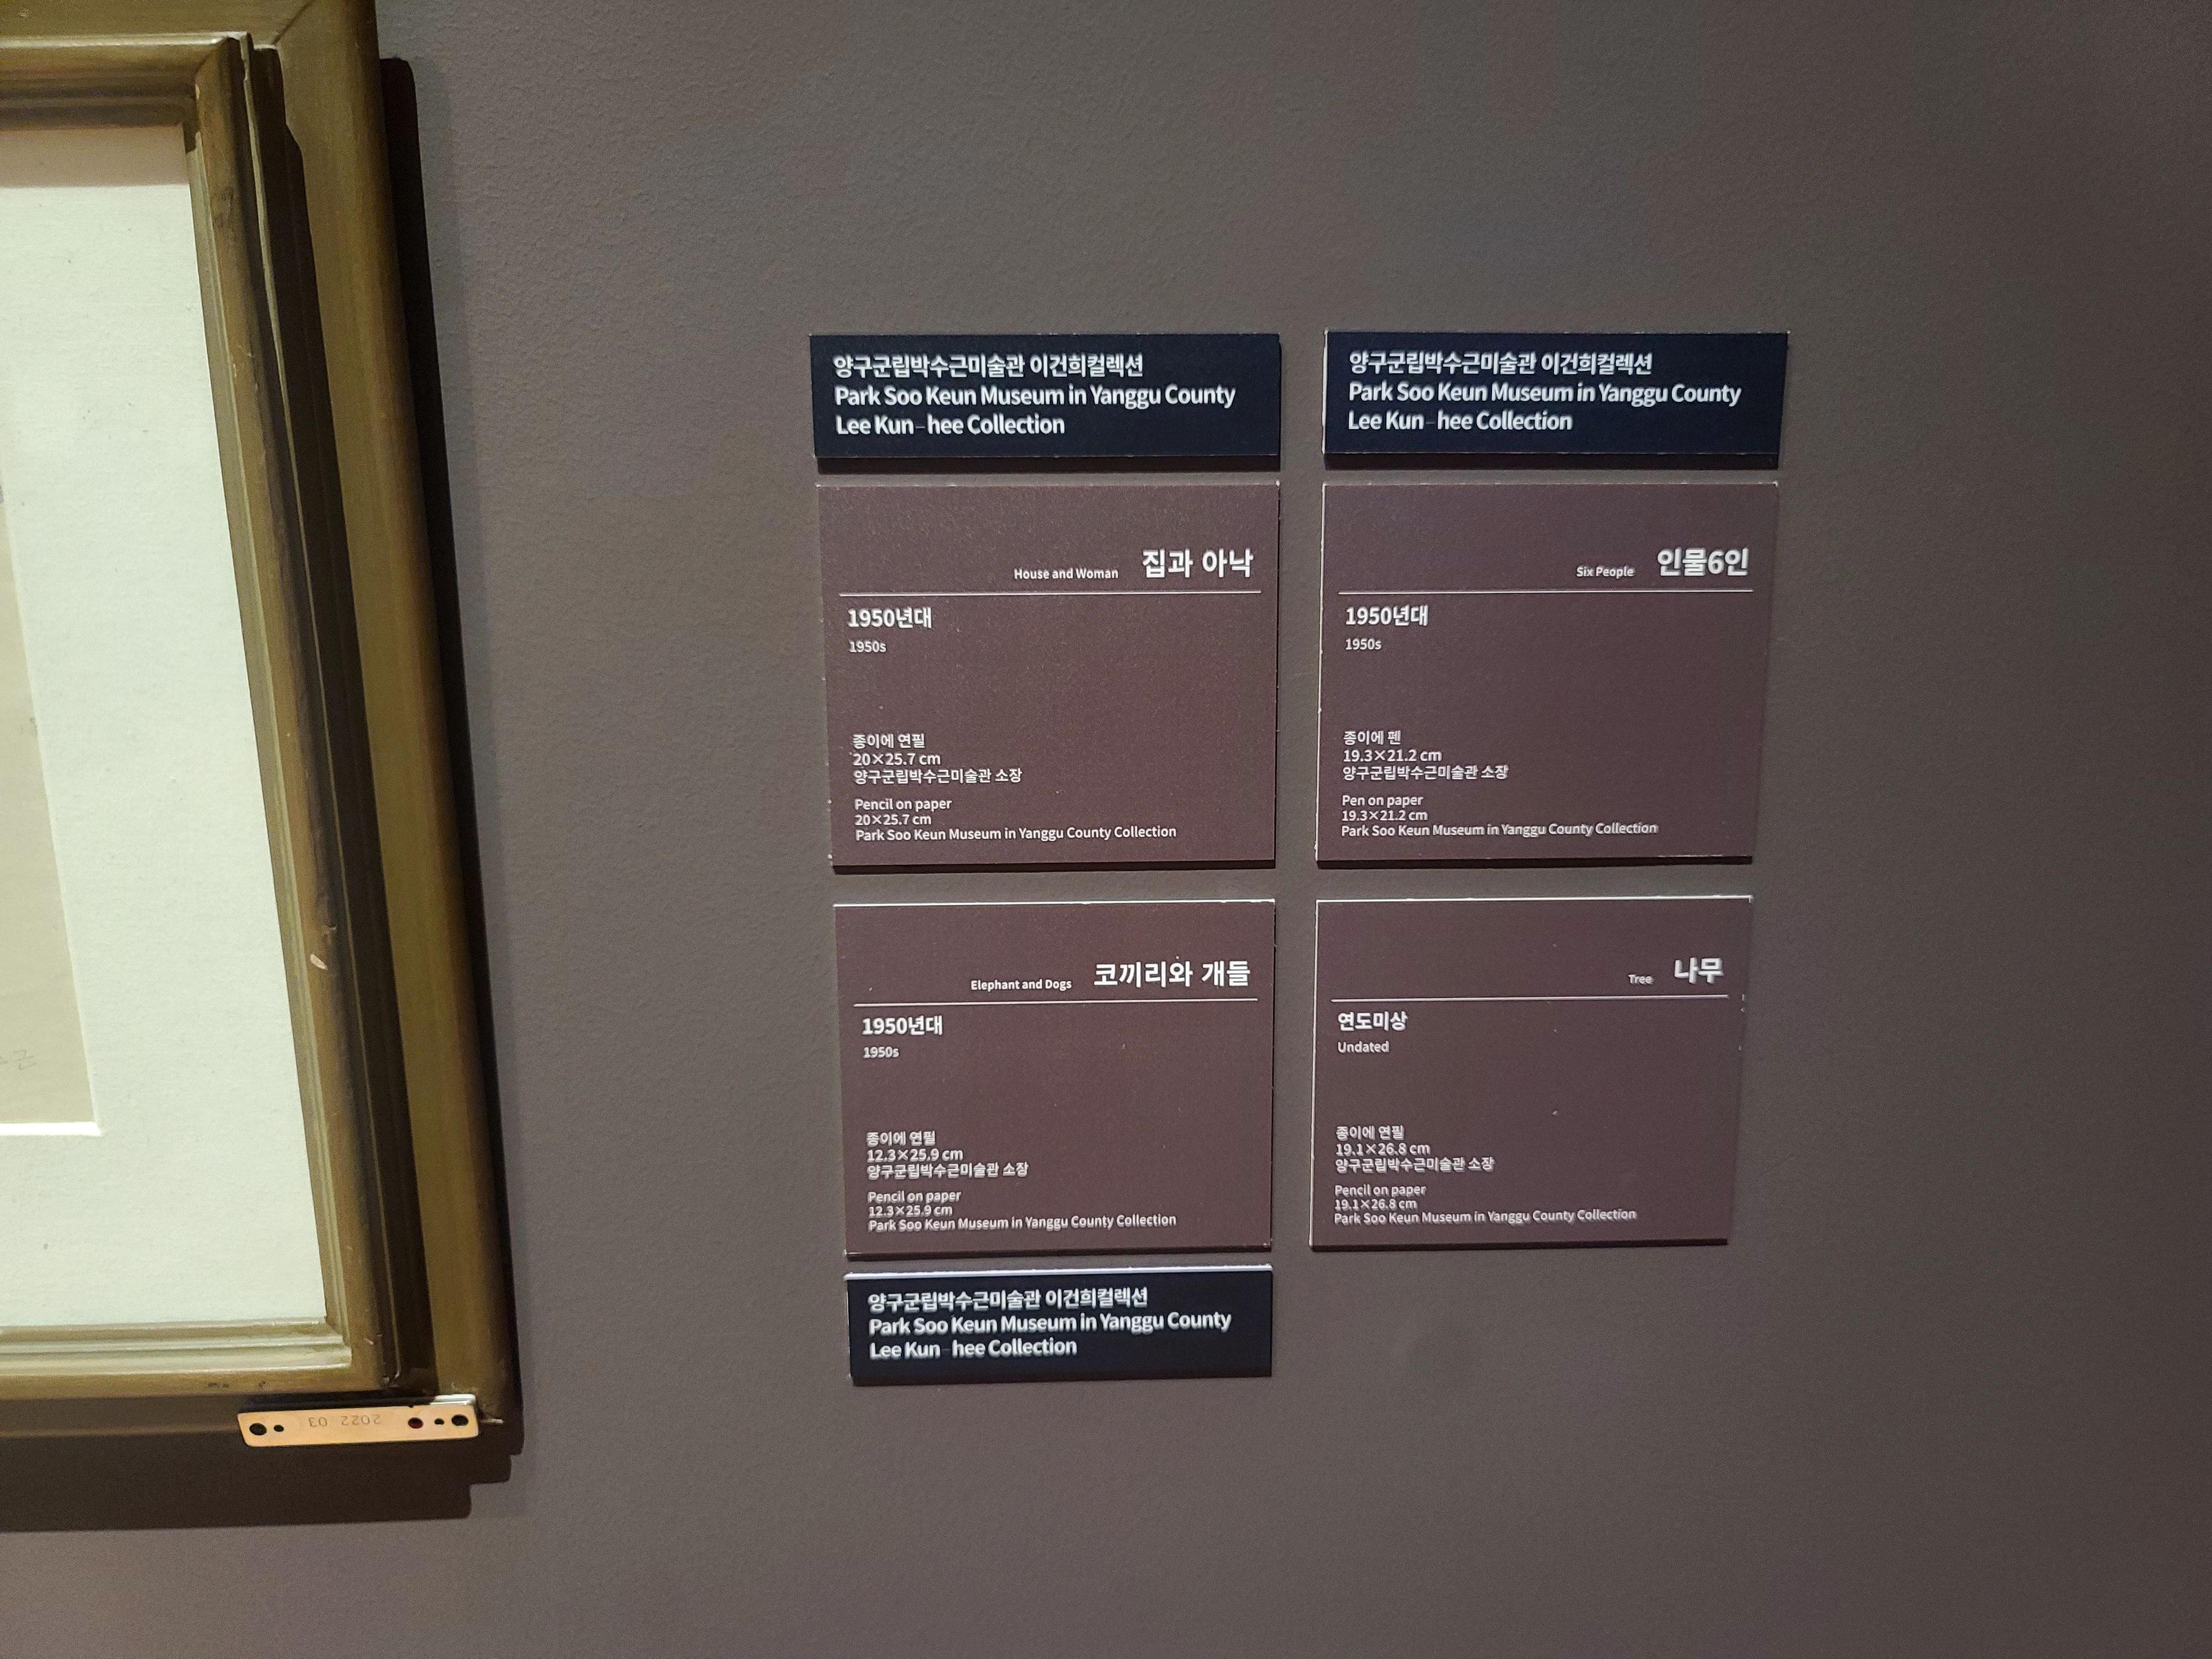 양구군립박수근미술관 이건희컬렉션
Park Soo Keun Museum in Yanggu County
Lee Kun-hee Collection
House and Woman 집과 아낙
1950년대
1950s
종이에 연필
20×25.7 cm
양구군립박수근미술관 소장
Pencil on paper
20×25.7 cm
Park Soo Keun Museum in Yanggu County Collection
Elephant and Dogs 코끼리와 개들
1950년대
1950s
종이에 연필
12.3×25.9 cm
양구군립박수근미술관 소장
Pencil on paper
12.3×25.9 cm
Park Soo Keun Museum in Yanggu County Collection
양구군립박수근미술관 이건희컬렉션
Park Soo Keun Museum in Yanggu County
Lee Kun-hee Collection
양구군립박수근미술관 이건희컬렉션
Park Soo Keun Museum in Yanggu County
Lee Kun-hee Collection
Six People 인물6인
1950년대
1950s
종이에 펜
19.3×21.2 cm
양구군립박수근미술관 소장
Pen on paper
19.3×21.2 cm
Park Soo Keun Museum in Yanggu County Collection
Tree 나무
연도미상
Undated
종이에 연필
19.1×26.8 cm
양구군립박수근미술관 소장
Pencil on paper
19.1×26.8 cm
Park Soo Keun Museum in Yanggu County Collection
2022 03